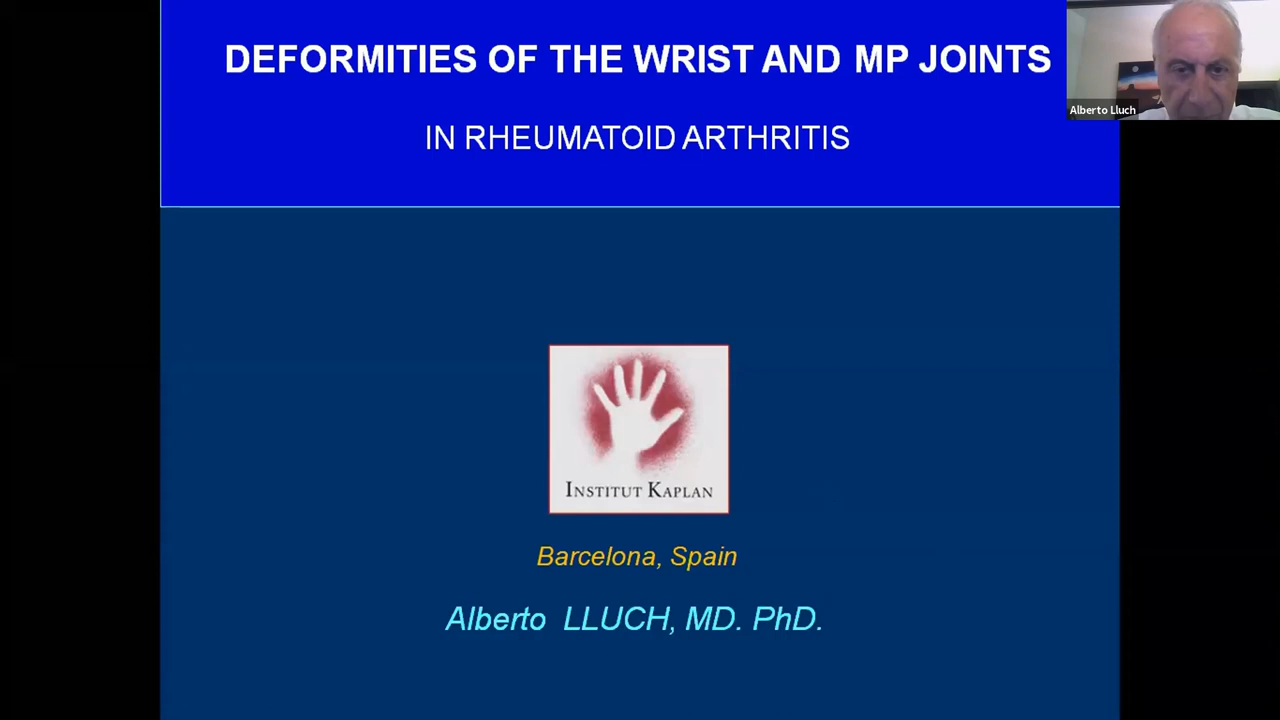 DEFORMITIES OF THE WRIST AND MP JOINTS
Alberto Lluch
IN RHEUMATOID ARTHRITIS
INSTITUT KAPLAN
Barcelona, Spain
Alberto LLUCH, MD. PhD.